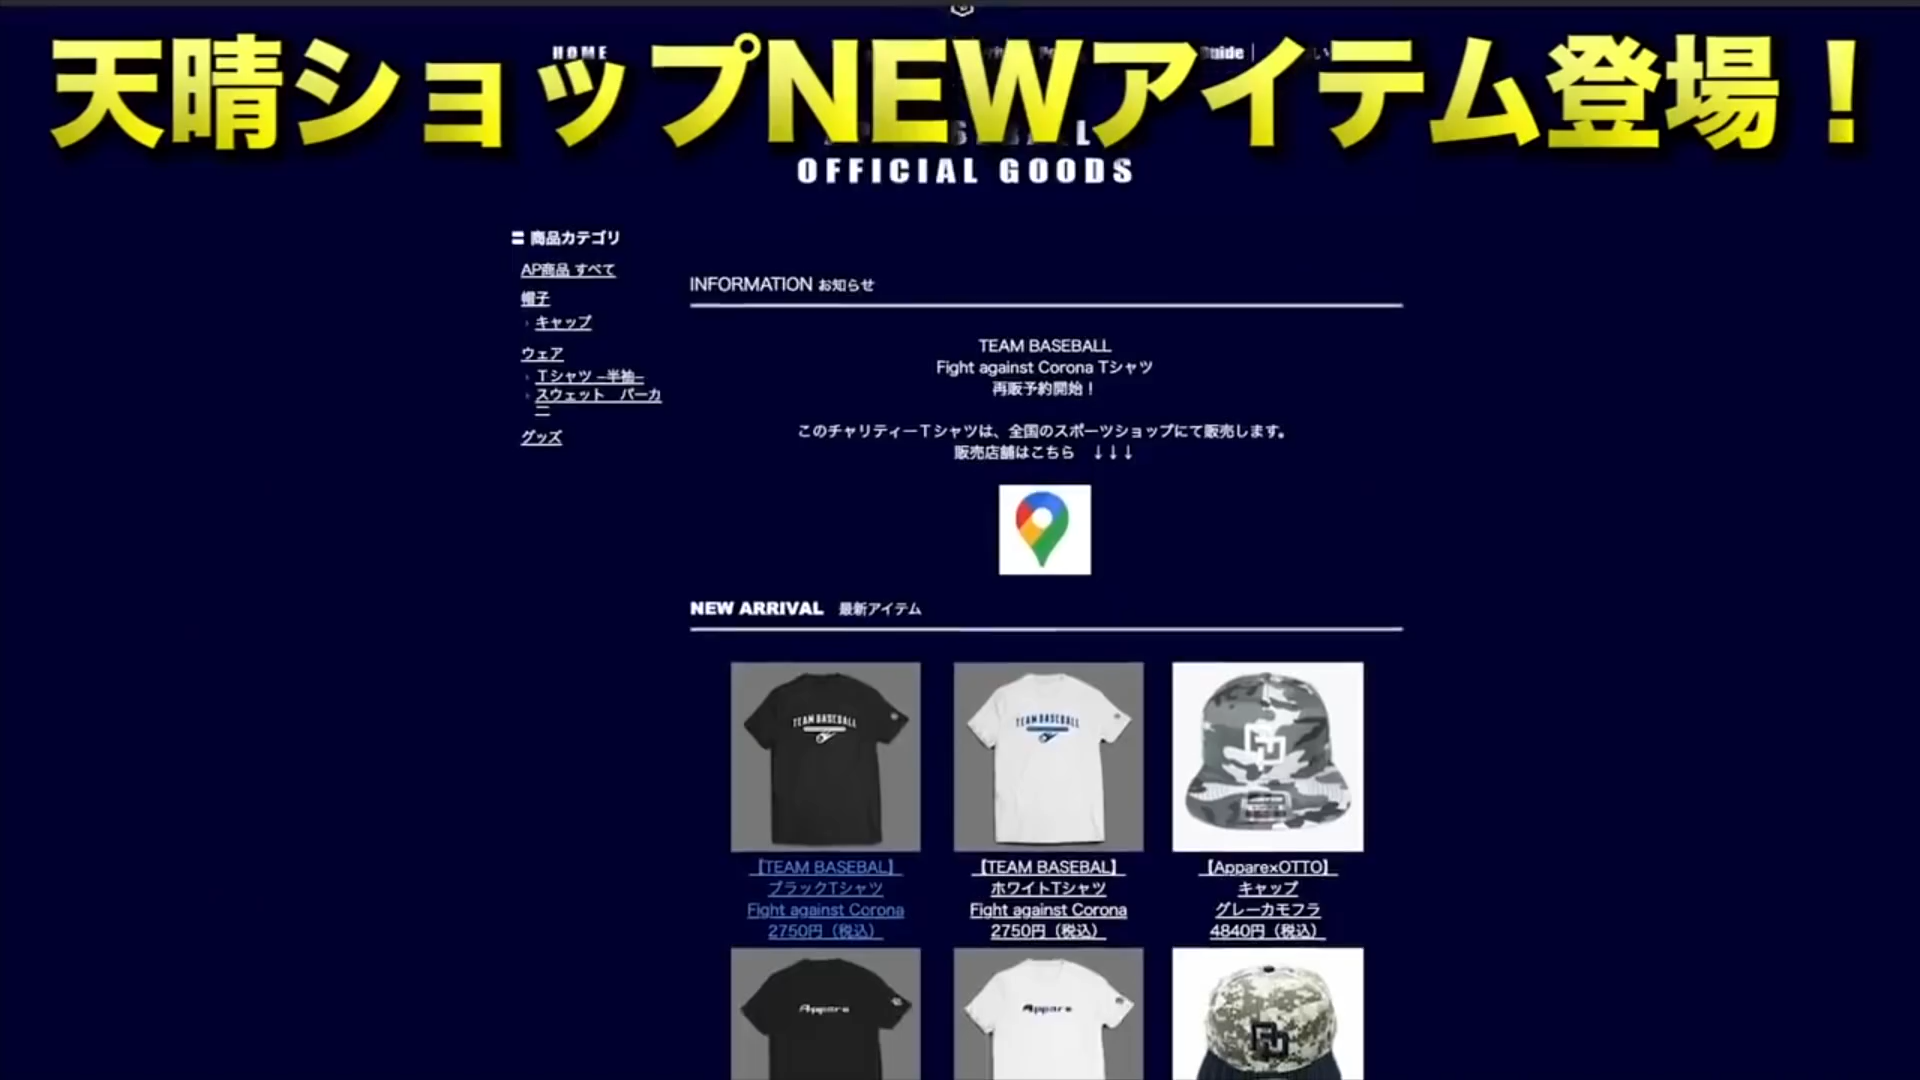 天晴ショップNEWアイテム登場！
HOME
Guide
OFFICIAL GOODS
商品カテゴリ
AP商品 すべて
帽子
キャップ
ウェア
Tシャツ –半袖–
スウェット パーカー
グッズ
INFORMATION お知らせ
TEAM BASEBALL
Fight against Corona Tシャツ
再販予約開始！
このチャリティーTシャツは、全国のスポーツショップにて販売します。
販売店舗はこちら ↓↓↓
NEW ARRIVAL 最新アイテム
TEAM BASEBALL
TEAM BASEBALL
【TEAM BASEBAL】
ブラックTシャツ
Fight against Corona
2750円（税込）
【TEAM BASEBAL】
ホワイトTシャツ
Fight against Corona
2750円（税込）
【Apparex​OTTO】
キャップ
グレーカモフラ
4840円（税込）
Appare
Appare